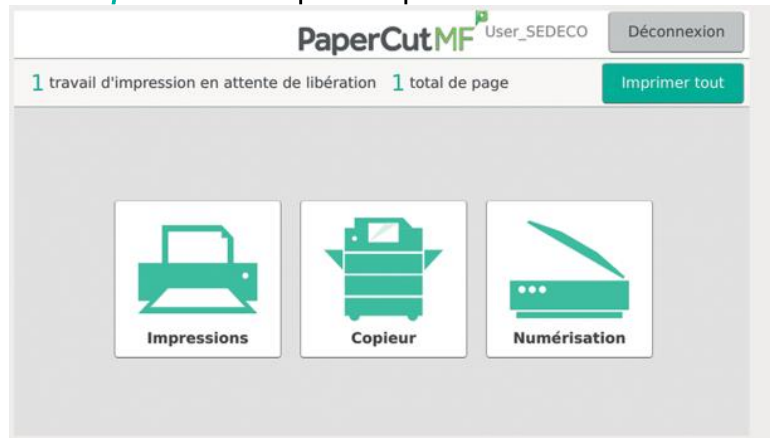 PaperCutMF User_SEDECO Déconnexion
1 travail d'impression en attente de libération 1 total de page Imprimer tout
Impressions Copieur Numérisation